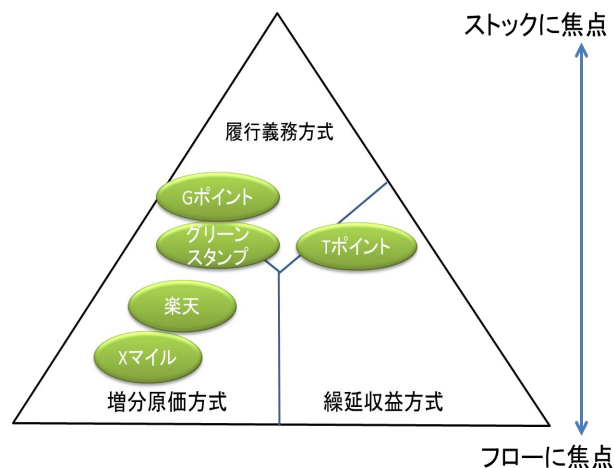 ストックに焦点
履行義務方式
Gポイント
グリーン
スタンプ
Tポイント
楽天
Xマイル
増分原価方式
繰延収益方式
フローに焦点